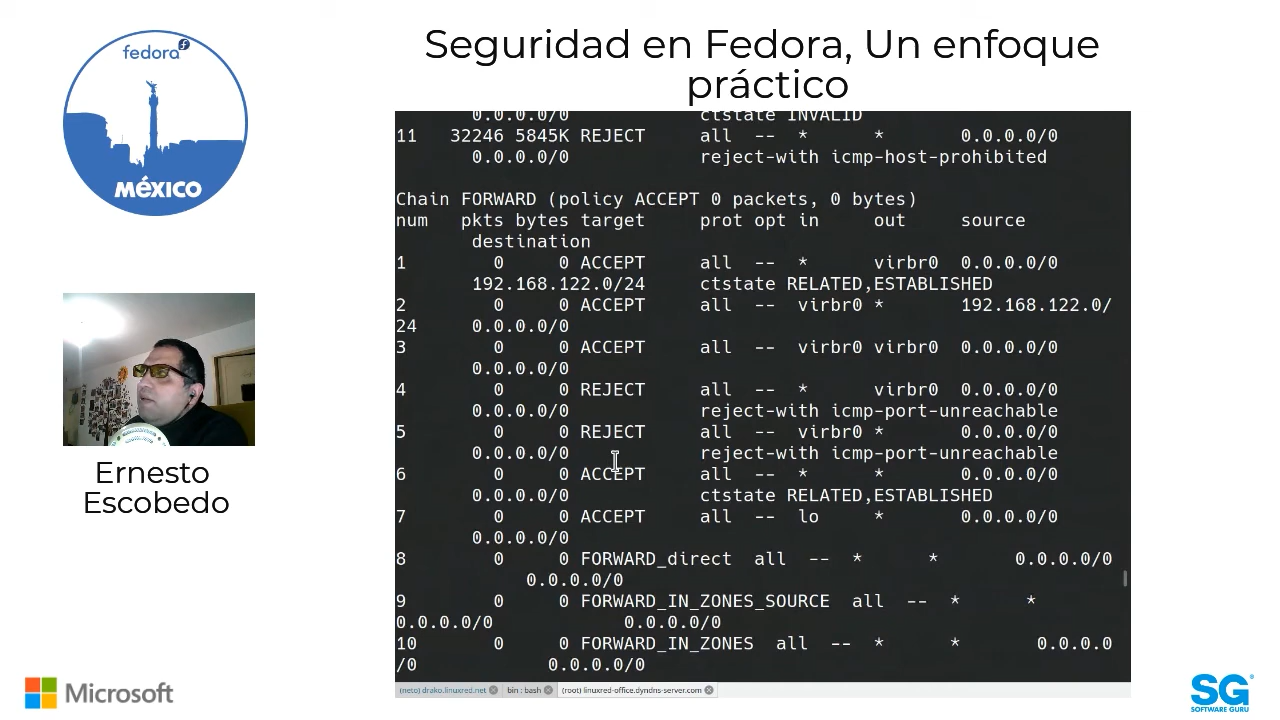 Seguridad en Fedora, Un enfoque
práctico
fedora
MÉXICO
Ernesto
Escobedo
0.0.0.0/0 ctstate INVALID
11 32246 5845K REJECT all -- * * 0.0.0.0/0
0.0.0.0/0 reject-with icmp-host-prohibited
Chain FORWARD (policy ACCEPT 0 packets, 0 bytes)
num pkts bytes target prot opt in out source
destination
1 0 0 ACCEPT all -- * virbr0 0.0.0.0/0
192.168.122.0/24 ctstate RELATED,ESTABLISHED
2 0 0 ACCEPT all -- virbr0 * 192.168.122.0/
24 0.0.0.0/0
3 0 0 ACCEPT all -- virbr0 virbr0 0.0.0.0/0
0.0.0.0/0
4 0 0 REJECT all -- * virbr0 0.0.0.0/0
0.0.0.0/0 reject-with icmp-port-unreachable
5 0 0 REJECT all -- virbr0 * 0.0.0.0/0
0.0.0.0/0 reject-with icmp-port-unreachable
6 0 0 ACCEPT all -- * * 0.0.0.0/0
0.0.0.0/0 ctstate RELATED,ESTABLISHED
7 0 0 ACCEPT all -- lo * 0.0.0.0/0
0.0.0.0/0
8 0 0 FORWARD_direct all -- * * 0.0.0.0/0
0.0.0.0/0
9 0 0 FORWARD_IN_ZONES_SOURCE all -- * *
0.0.0.0/0 0.0.0.0/0
10 0 0 FORWARD_IN_ZONES all -- * * 0.0.0.0
/0 0.0.0.0/0
(neto) drako.linuxred.net bin : bash (root) linuxred-office.dyndns-server.com
Microsoft
SG
SOFTWARE GURU